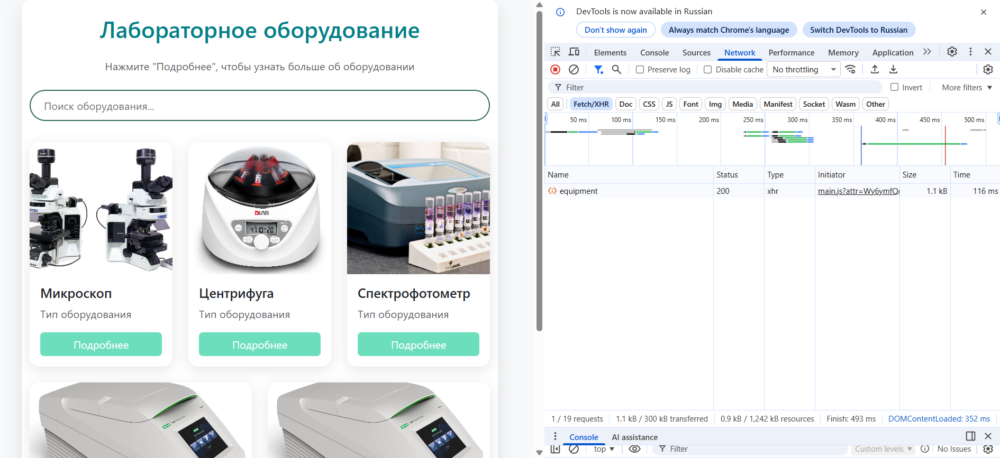 Лабораторное оборудование
Нажмите "Подробнее", чтобы узнать больше об оборудовании
Поиск оборудования...
DLAB
Микроскоп
Тип оборудования
Подробнее
Центрифуга
Тип оборудования
Подробнее
Спектрофотометр
Тип оборудования
Подробнее
DevTools is now available in Russian
Don't show again
Always match Chrome's language
Switch DevTools to Russian
Elements
Console
Sources
Network
Performance
Memory
Application
Preserve log
Disable cache
No throttling
Filter
Invert
More filters
All
Fetch/XHR
Doc
CSS
JS
Font
Img
Media
Manifest
Socket
Wasm
Other
50 ms
100 ms
150 ms
200 ms
250 ms
300 ms
350 ms
400 ms
450 ms
500 ms
Name
Status
Type
Initiator
Size
Time
equipment
200
xhr
main.js?attr=Wy6ymfQ
1.1 kB
116 ms
1 / 19 requests
1.1 kB / 300 kB transferred
0.9 kB / 1,242 kB resources
Finish: 493 ms
DOMContentLoaded: 352 ms
Console
AI assistance
top
Filter
Custom levels
No Issues